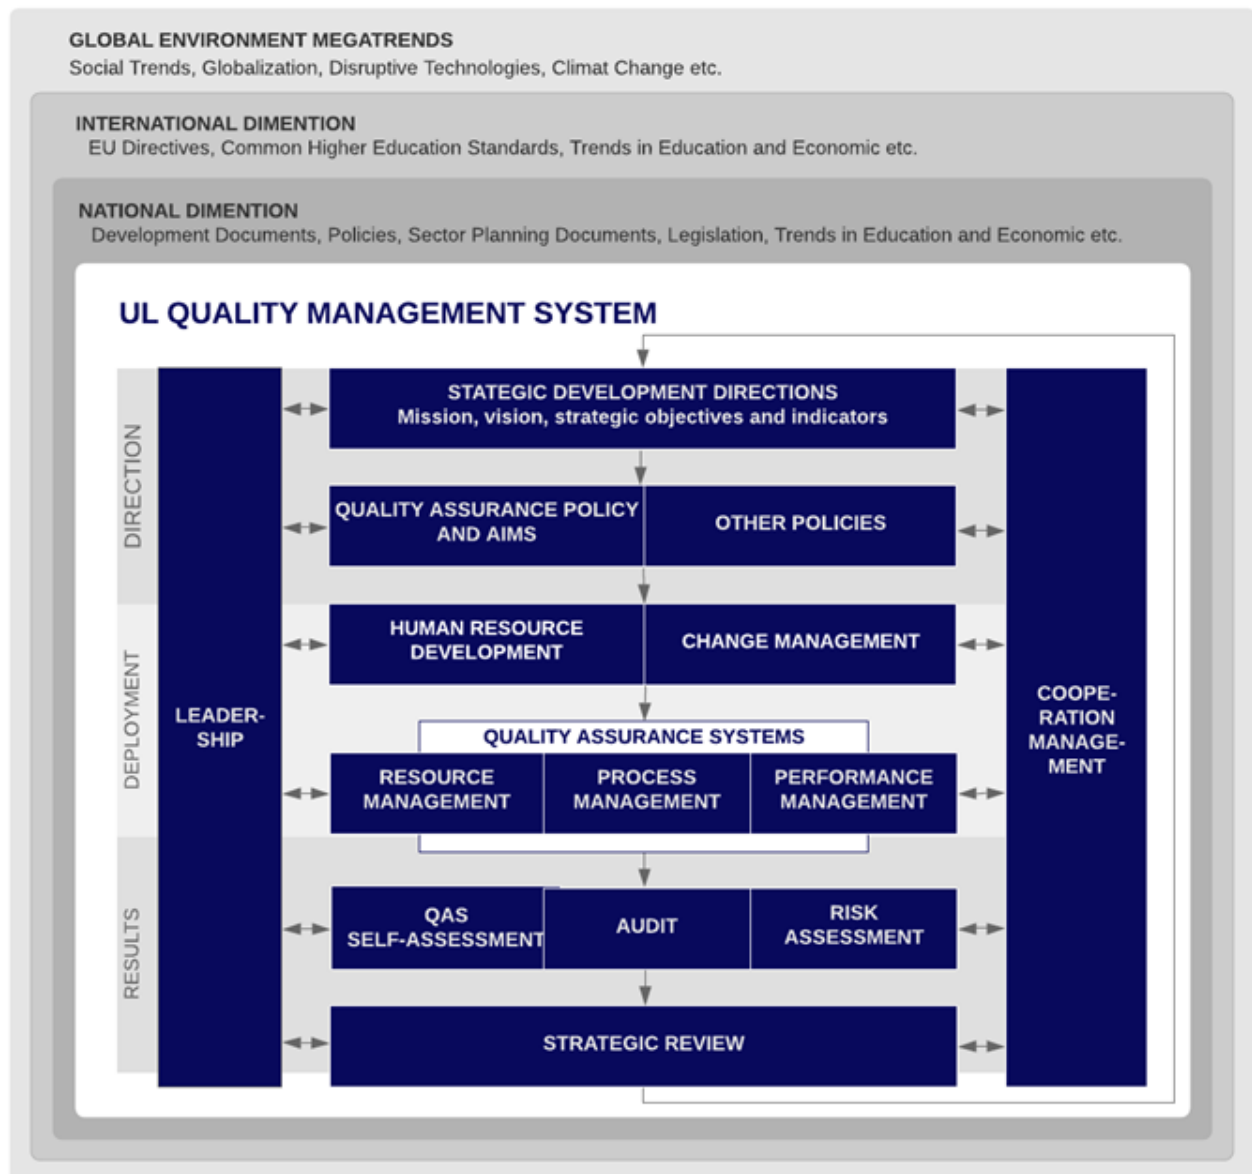 GLOBAL ENVIRONMENT MEGATRENDS
Social Trends, Globalization, Disruptive Technologies, Climat Change etc.
INTERNATIONAL DIMENTION
EU Directives, Common Higher Education Standards, Trends in Education and Economic etc.
NATIONAL DIMENTION
Development Documents, Policies, Sector Planning Documents, Legislation, Trends in Education and Economic etc.
UL QUALITY MANAGEMENT SYSTEM
DIRECTION
DEPLOYMENT
RESULTS
LEADER-
SHIP
STATEGIC DEVELOPMENT DIRECTIONS
Mission, vision, strategic objectives and indicators
QUALITY ASSURANCE POLICY
AND AIMS
OTHER POLICIES
HUMAN RESOURCE
DEVELOPMENT
CHANGE MANAGEMENT
QUALITY ASSURANCE SYSTEMS
RESOURCE
MANAGEMENT
PROCESS
MANAGEMENT
PERFORMANCE
MANAGEMENT
QAS
SELF-ASSESSMENT
AUDIT
RISK
ASSESSMENT
STRATEGIC REVIEW
COOPE-
RATION
MANAGE-
MENT